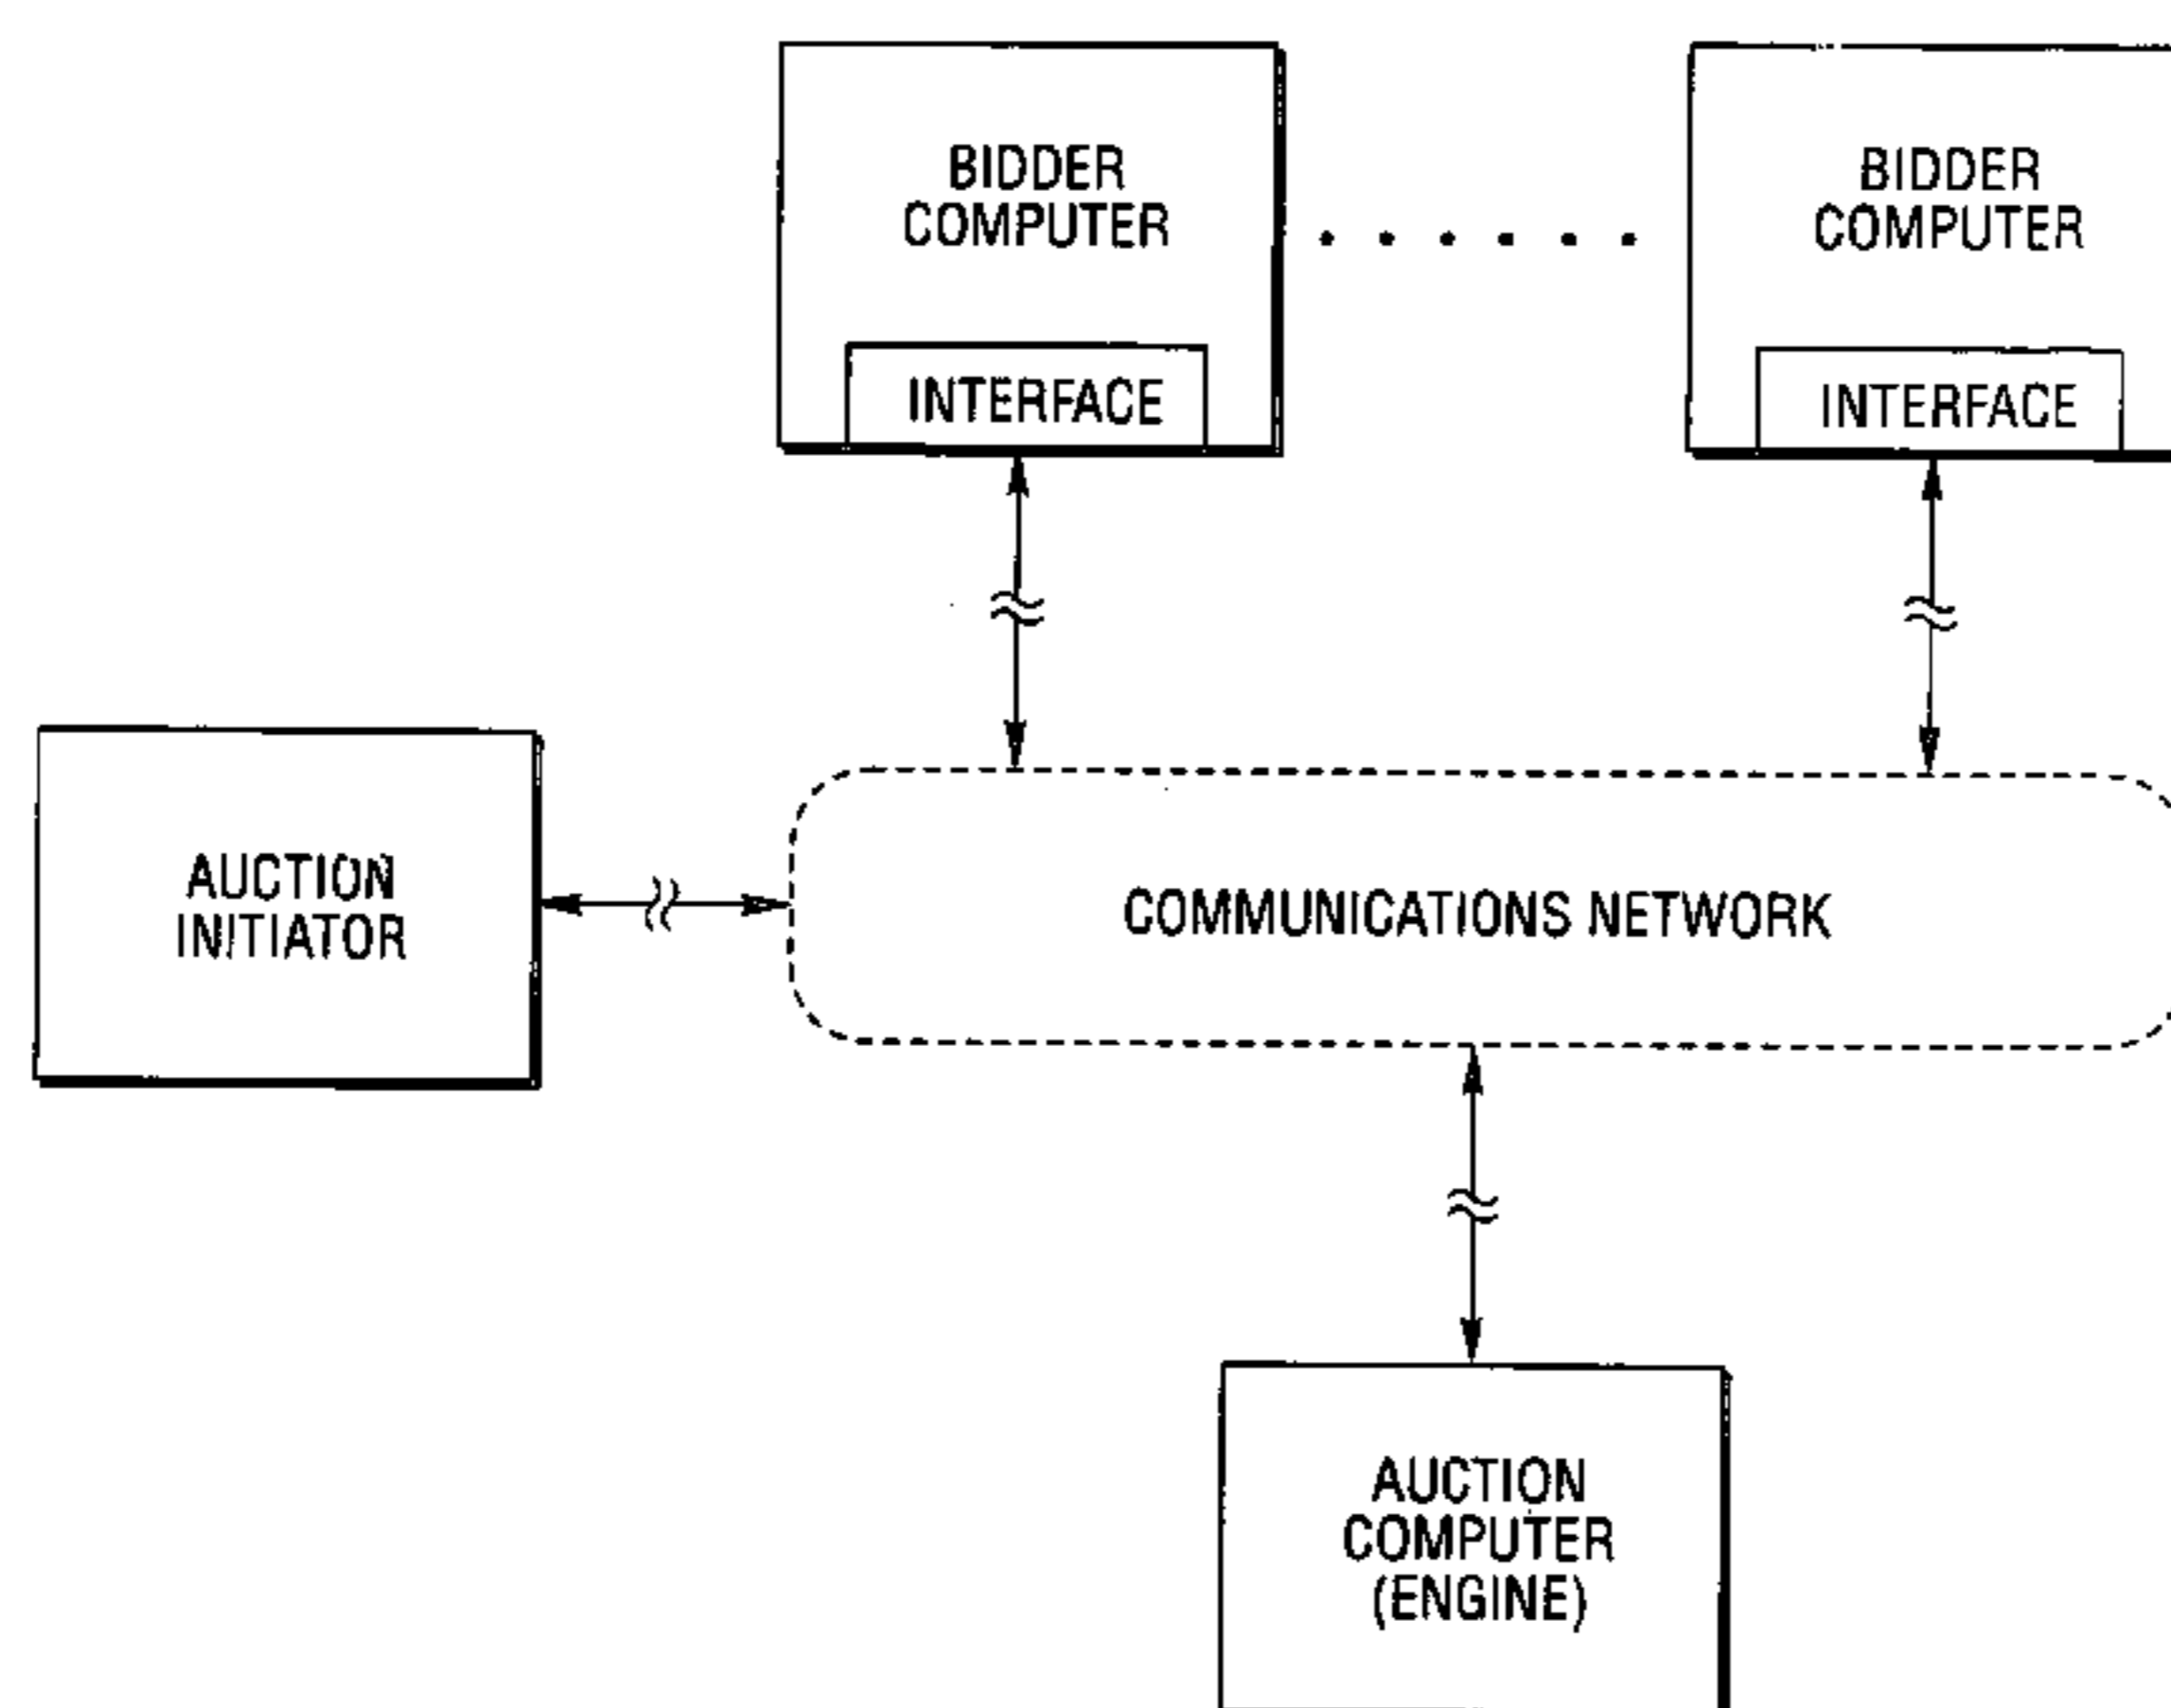 BIDDER
COMPUTER
INTERFACE
BIDDER
COMPUTER
INTERFACE
AUCTION
INITIATOR
COMMUNICATIONS NETWORK
AUCTION
COMPUTER
(ENGINE)